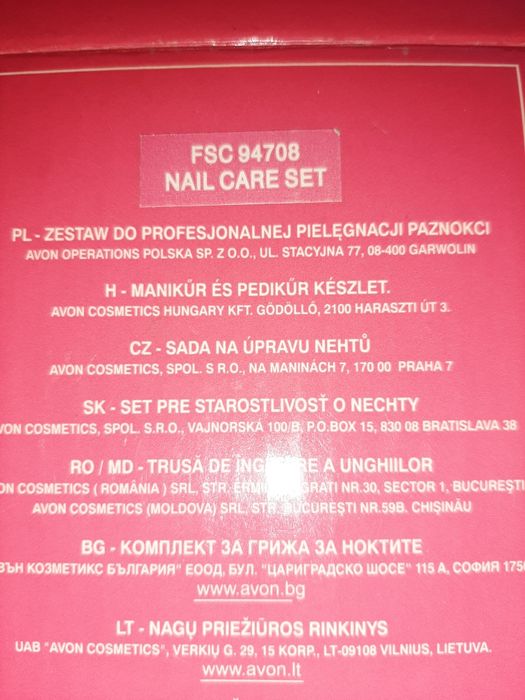 FSC 94708
NAIL CARE SET
PL - ZESTAW DO PROFESJONALNEJ PIELĘGNACJI PAZNOKCI
AVON OPERATIONS POLSKA SP. Z O.O., UL. STACYJNA 77, 08-400 GARWOLIN
H - MANIKŰR ÉS PEDIKŰR KÉSZLET.
AVON COSMETICS HUNGARY KFT. GÖDÖLLŐ, 2100 HARASZTI ÚT 3.
CZ - SADA NA ÚPRAVU NEHTŮ
AVON COSMETICS, SPOL. S R.O., NA MANINÁCH 7, 170 00 PRAHA 7
SK - SET PRE STAROSTLIVOSŤ O NECHTY
VON COSMETICS, SPOL. S.R.O., VAJNORSKÁ 100/B, P.O.BOX 15, 830 08 BRATISLAVA 38
RO / MD - TRUSĂ DE A UNGHIILOR
ON COSMETICS ( ROMÂNIA ) SRL, STR. NR.30, SECTOR 1, BUCUREŞTI
AVON COSMETICS (MOLDOVA) SRL, STR. BUCUREŞTI NR.59B. CHIŞINĂU
BG - КОМПЛЕКТ ЗА ГРИЖА ЗА НОКТИТЕ
ВЪН КОЗМЕТИКС БЪЛГАРИЯ" ЕООД, БУЛ. "ЦАРИГРАДСКО ШОСЕ" 115 А, СОФИЯ 175
www.avon.bg
LT - NAGŲ PRIEŽIŪROS RINKINYS
UAB "AVON COSMETICS", VERKIŲ G. 29, 15 KORP., LT-09108 VILNIUS, LIETUVA.
www.avon.lt